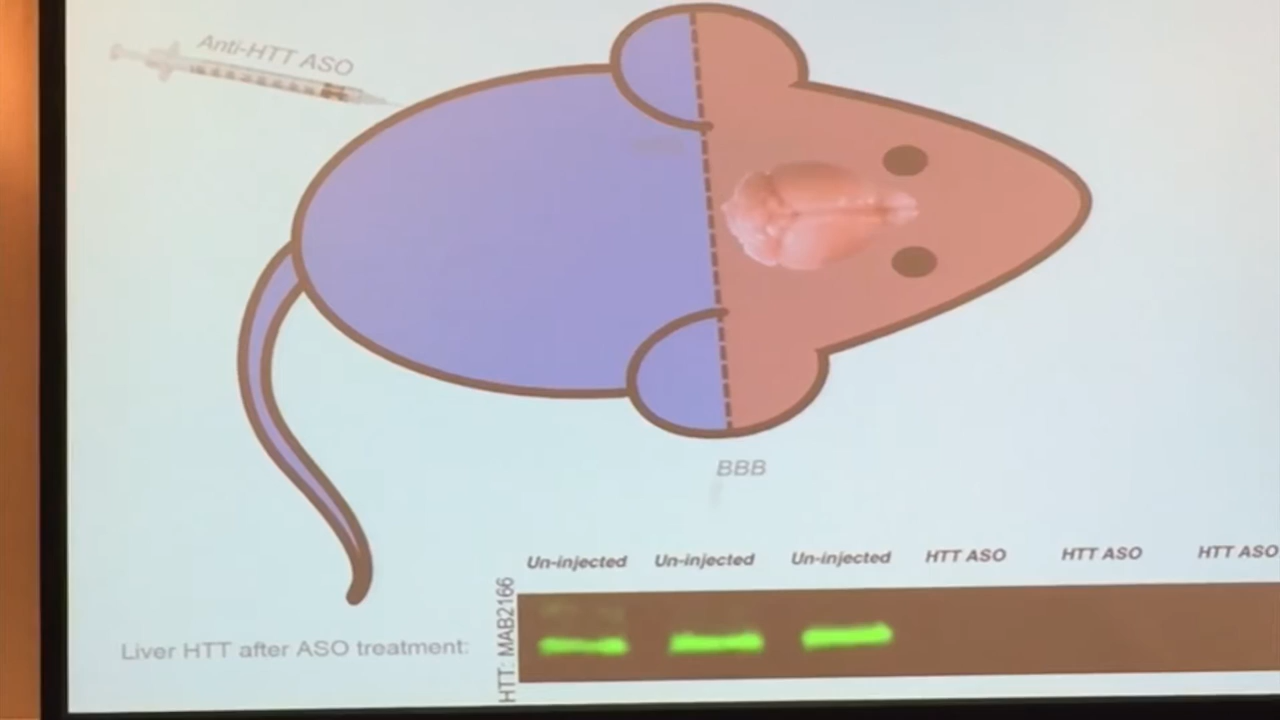 Anti-HTT ASO
BBB
Un-injected Un-injected Un-injected HTT ASO HTT ASO HTT ASO
HTT: MAB2166
Liver HTT after ASO treatment: